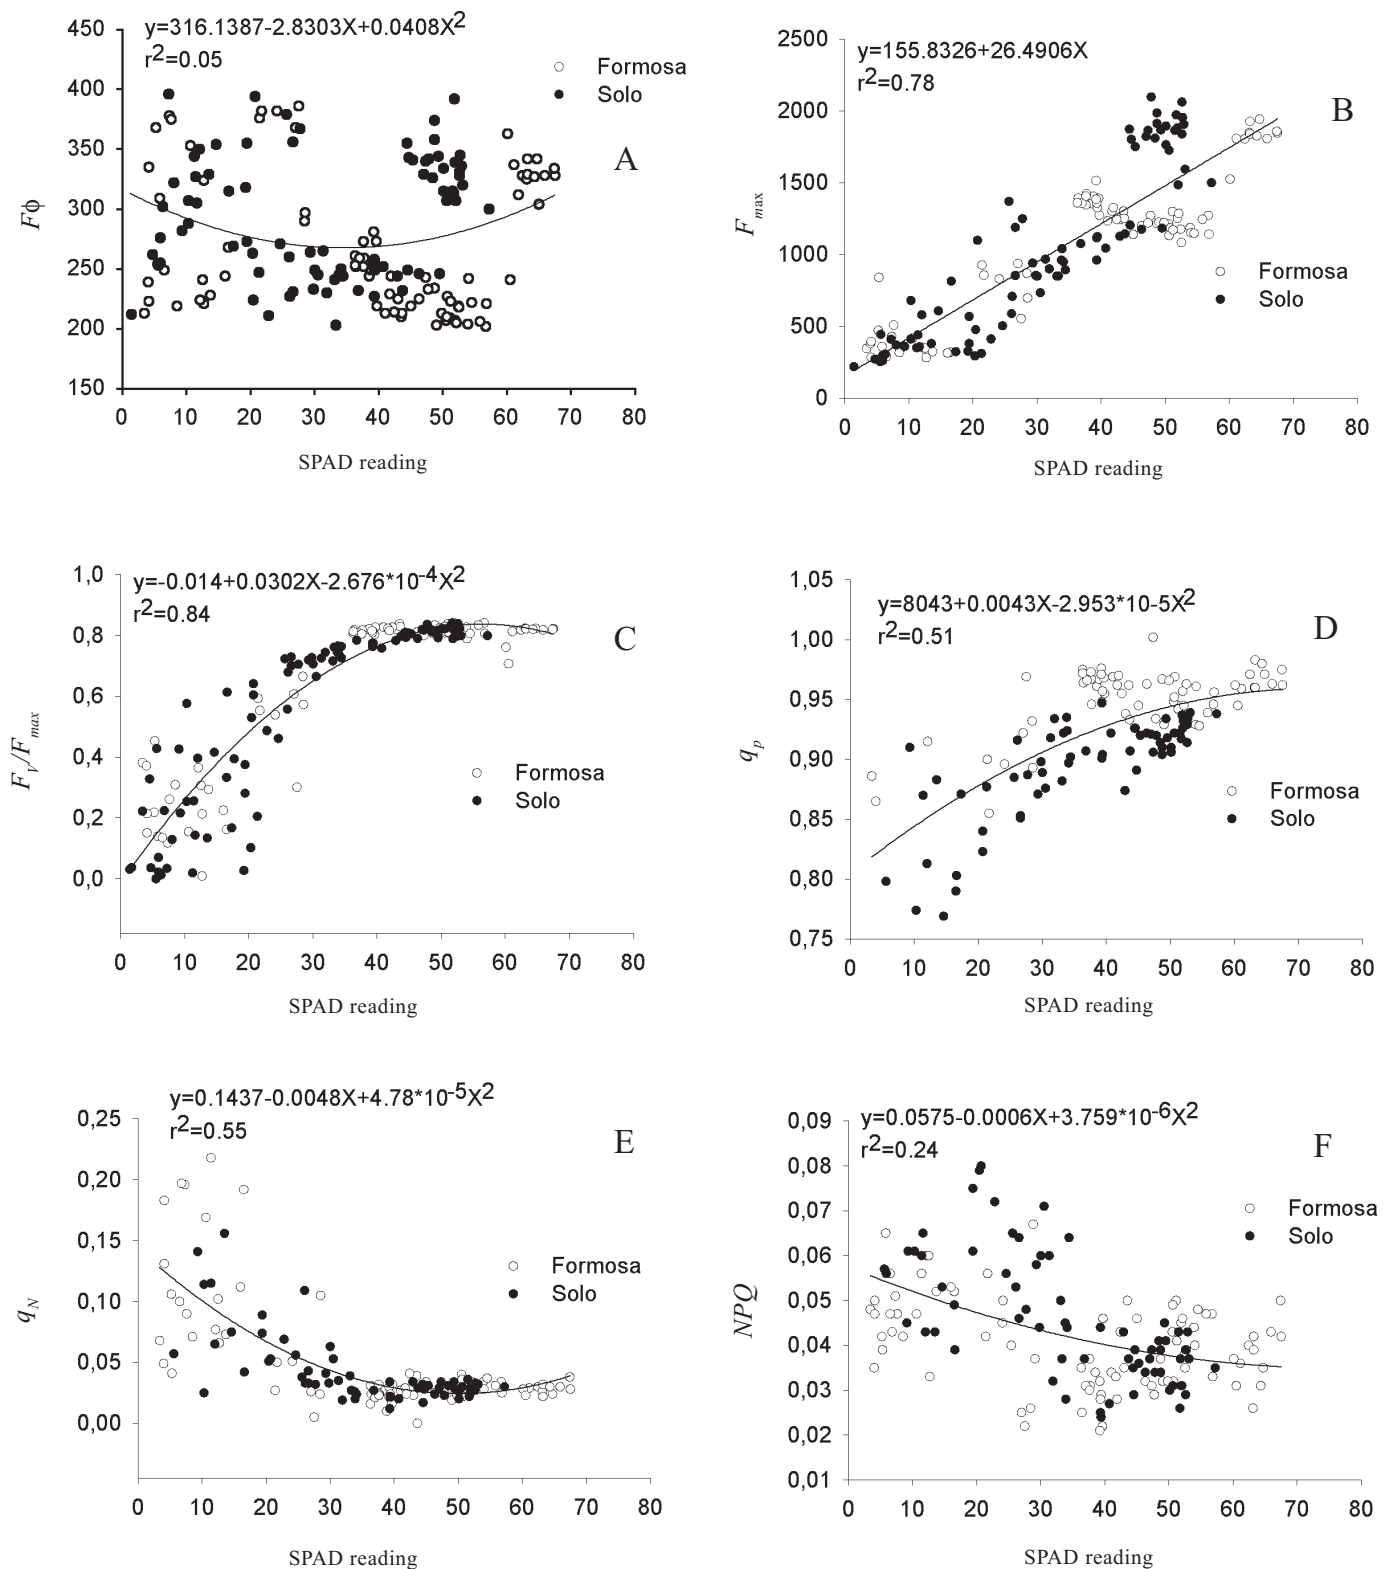 y=316.1387-2.8303X+0.0408X2
r2=0.05
Formosa
Solo
A
Fϕ
450
400
350
300
250
200
150
0 10 20 30 40 50 60 70 80
SPAD reading
y=155.8326+26.4906X
r2=0.78
B
Formosa
Solo
Fmax
2500
2000
1500
1000
500
0
0 10 20 30 40 50 60 70 80
SPAD reading
y=-0.014+0.0302X-2.676*10-4X2
r2=0.84
C
Formosa
Solo
FV/Fmax
1,0
0,8
0,6
0,4
0,2
0,0
0 10 20 30 40 50 60 70 80
SPAD reading
y=8043+0.0043X-2.953*10-5X2
r2=0.51
D
Formosa
Solo
qp
1,05
1,00
0,95
0,90
0,85
0,80
0,75
0 10 20 30 40 50 60 70 80
SPAD reading
y=0.1437-0.0048X+4.78*10-5X2
r2=0.55
E
Formosa
Solo
qN
0,25
0,20
0,15
0,10
0,05
0,00
0 10 20 30 40 50 60 70 80
SPAD reading
y=0.0575-0.0006X+3.759*10-6X2
r2=0.24
F
Formosa
Solo
NPQ
0,09
0,08
0,07
0,06
0,05
0,04
0,03
0,02
0,01
0 10 20 30 40 50 60 70 80
SPAD reading